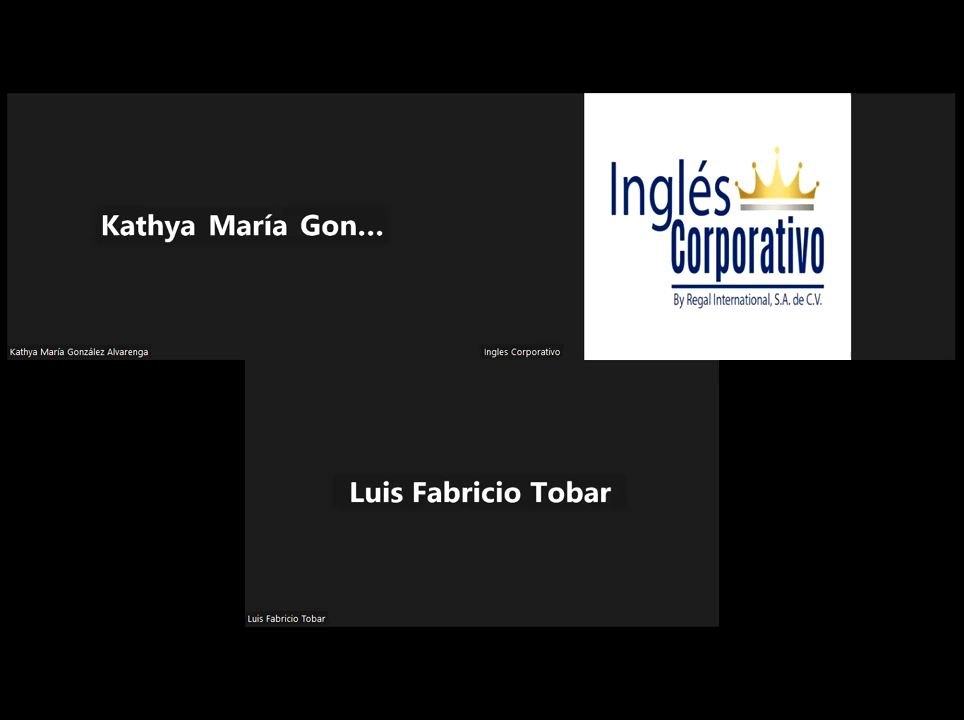 Kathya María Gon...
Kathya María González Alvarenga
Inglés
Corporativo
By Regal International, S.A. de C.V.
Ingles Corporativo
Luis Fabricio Tobar
Luis Fabricio Tobar